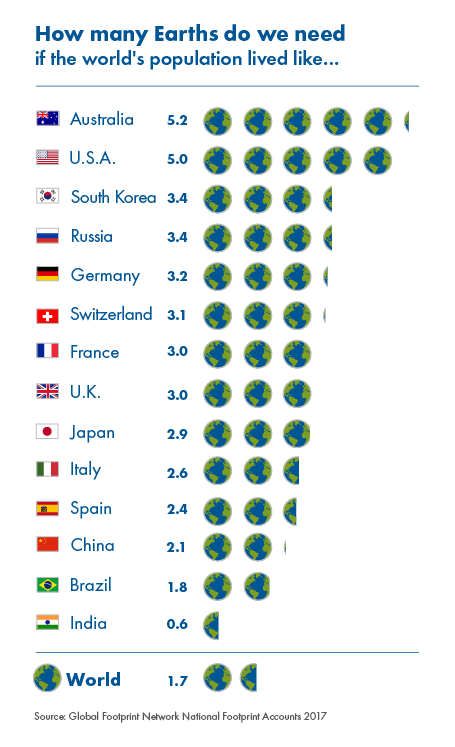 How many Earths do we need
if the world's population lived like...
Australia 5.2
U.S.A. 5.0
South Korea 3.4
Russia 3.4
Germany 3.2
Switzerland 3.1
France 3.0
U.K. 3.0
Japan 2.9
Italy 2.6
Spain 2.4
China 2.1
Brazil 1.8
India 0.6
World 1.7
Source: Global Footprint Network National Footprint Accounts 2017